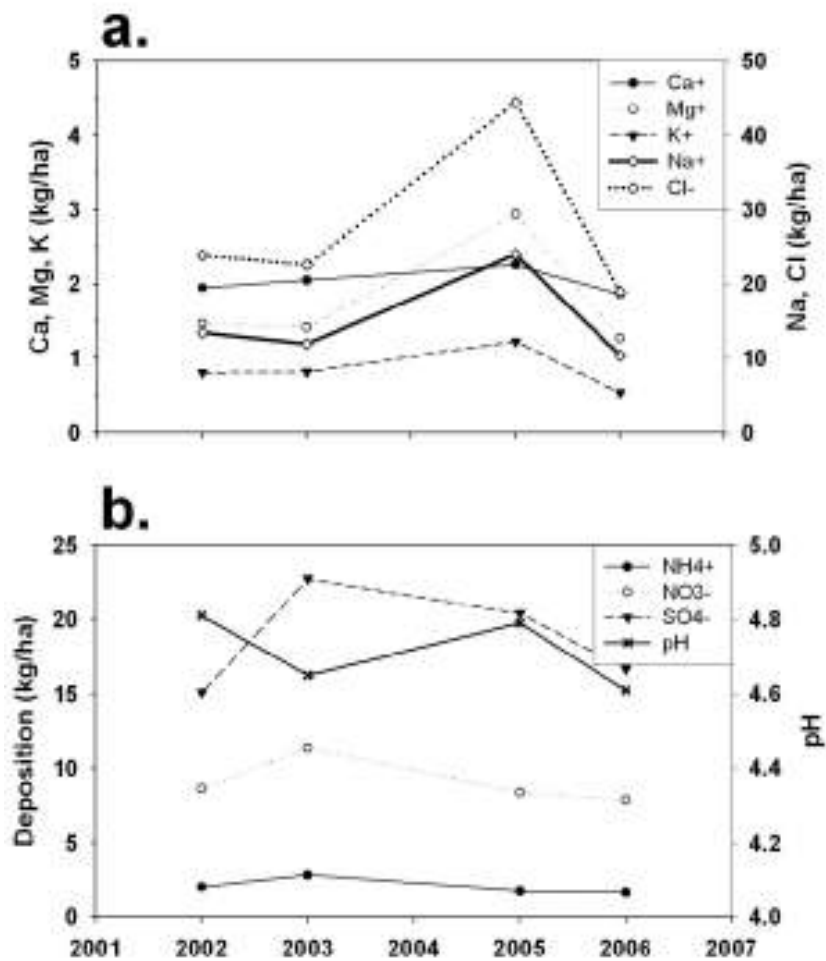 a.
5
4
3
2
1
0
Ca, Mg, K (kg/ha)
50
40
30
20
10
0
Na, Cl (kg/ha)
Ca+
Mg+
K+
Na+
Cl-
b.
25
20
15
10
5
0
Deposition (kg/ha)
5.0
4.8
4.6
4.4
4.2
4.0
pH
NH4+
NO3-
SO4-
pH
2001 2002 2003 2004 2005 2006 2007